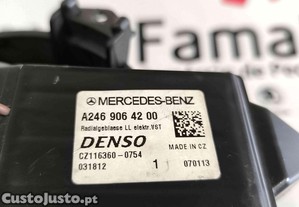 Fama
MERCEDES-BENZ
A246 906 42 00
Radialgebläse LL elektr.V6T
DENSO
MADE IN CZ
CZ116360-0754
031812 1 070113
CustoJusto.pt